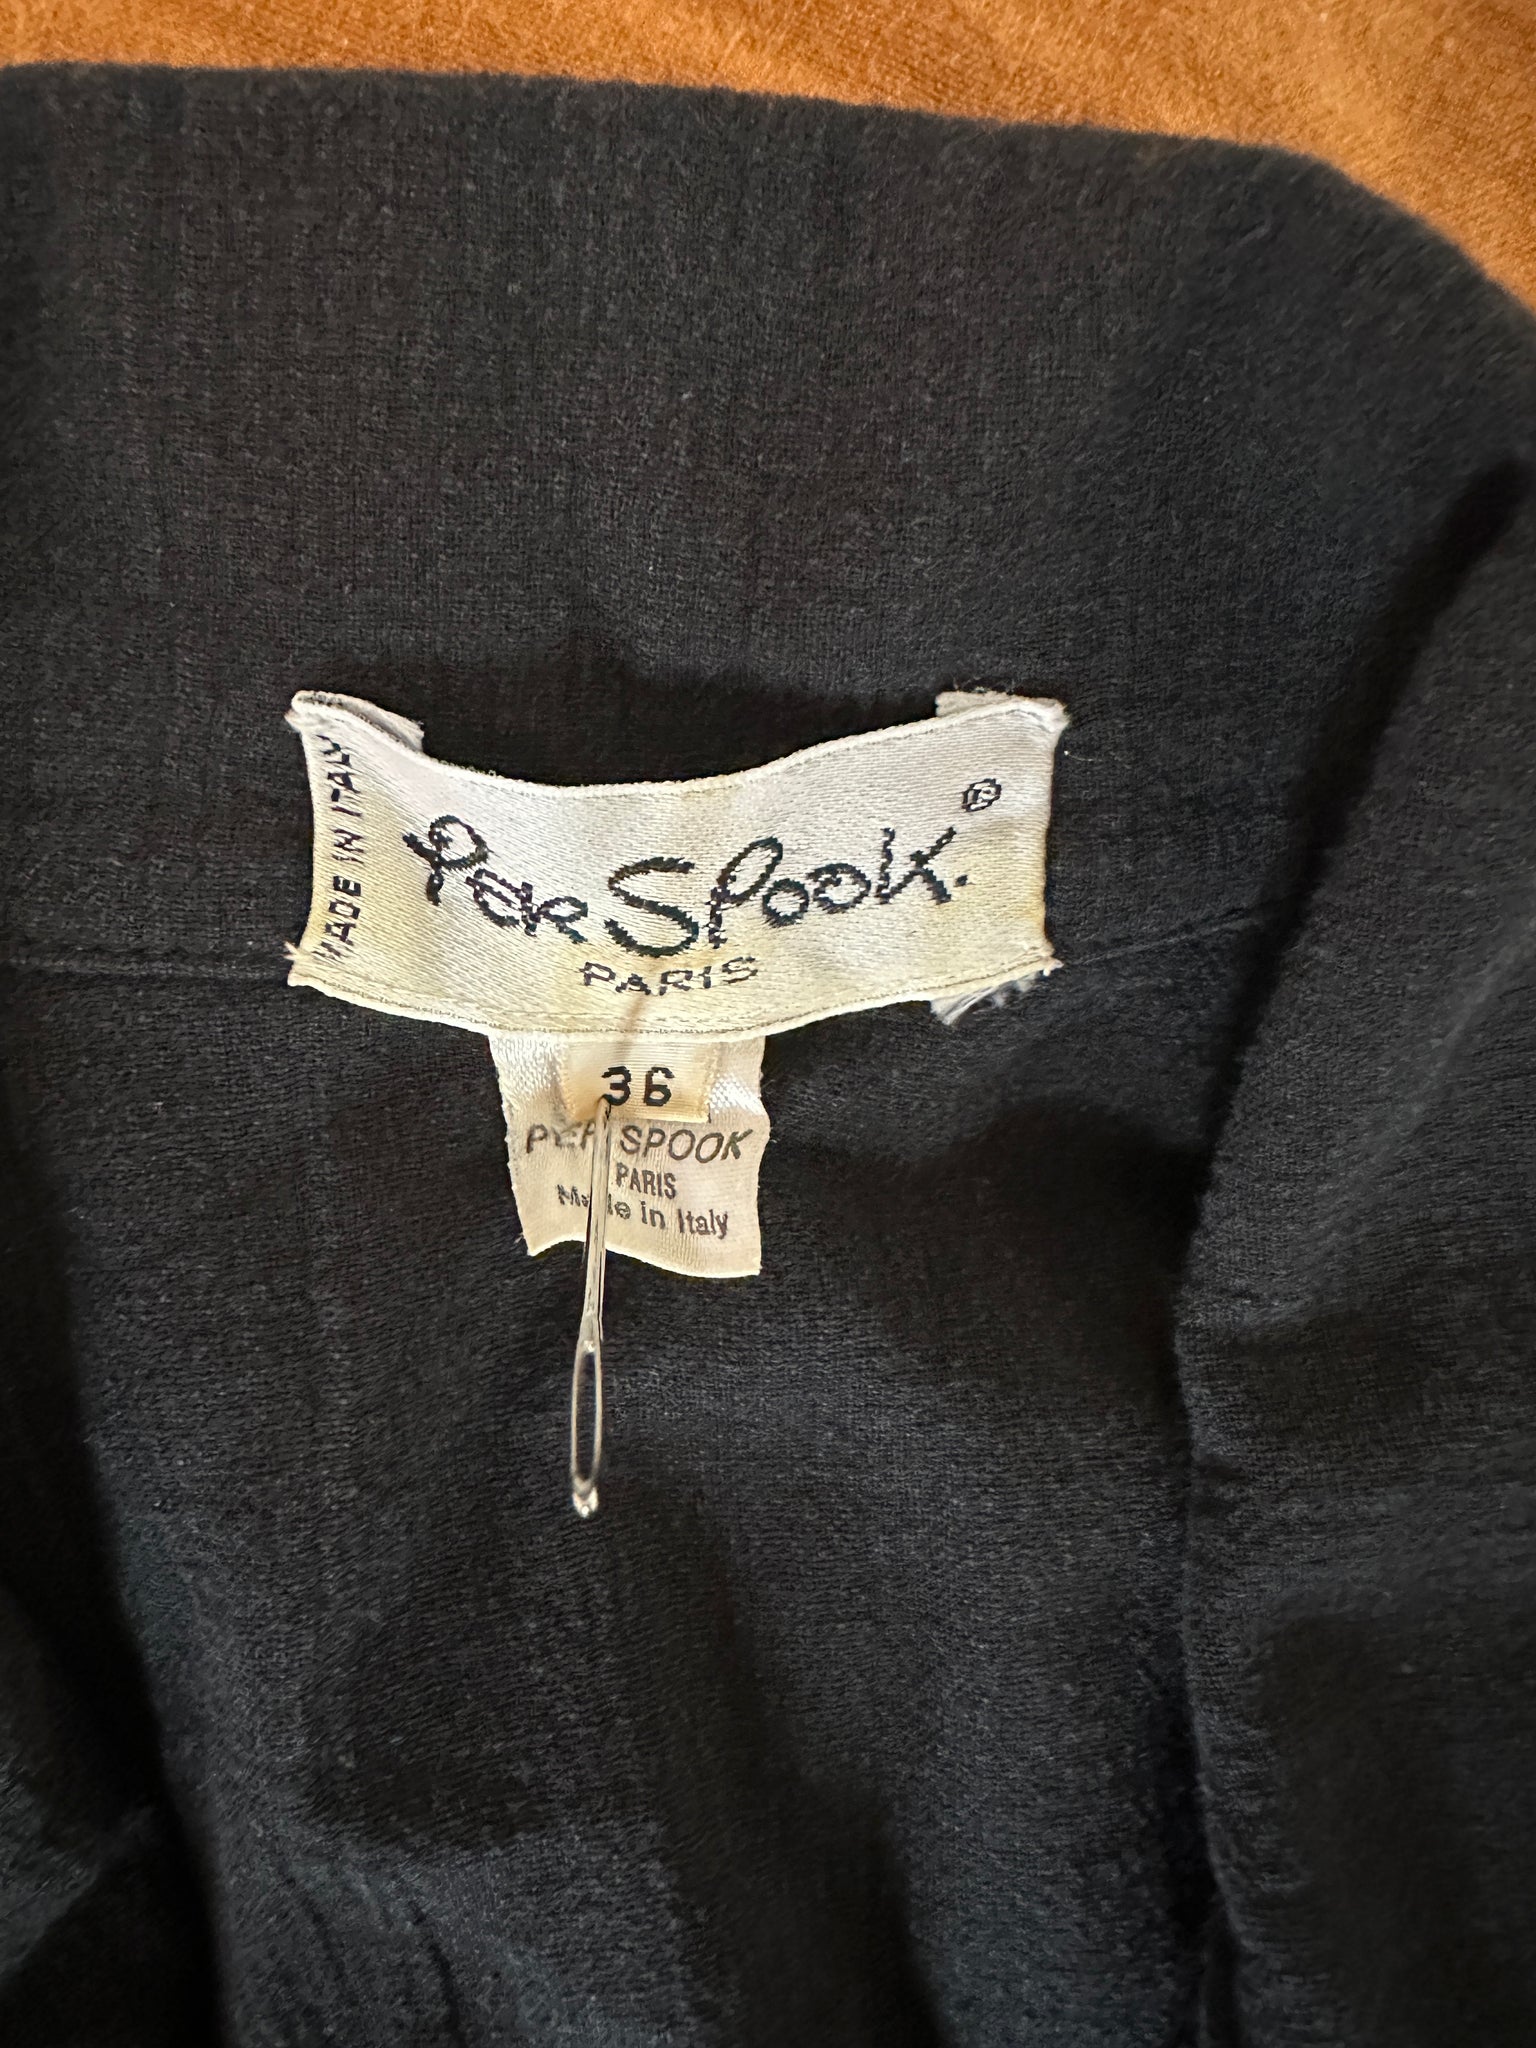 MADE IN ITALY
PER SPOOK. ®
PARIS
36
PER SPOOK
PARIS
Made in Italy